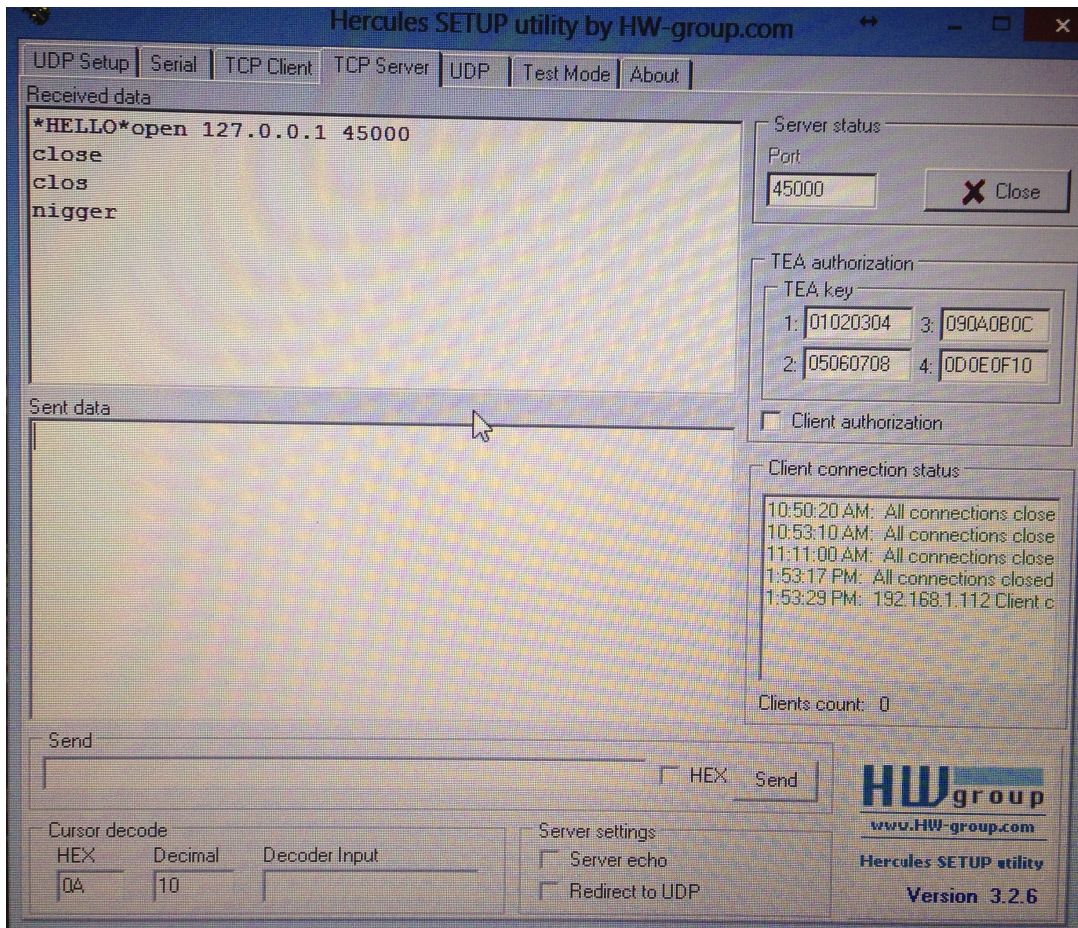 Hercules SETUP utility by HW-group.com
UDP Setup Serial TCP Client TCP Server UDP Test Mode About
Received data
*HELLO*open 127.0.0.1 45000
close
clos
nigger
Server status
Port
45000 Close
TEA authorization
TEA key
1: 01020304 3: 090A0B0C
2: 05060708 4: 0D0E0F10
Client authorization
Sent data
Client connection status
10:50:20 AM: All connections close
10:53:10 AM: All connections close
11:11:00 AM: All connections close
1:53:17 PM: All connections closed
1:53:29 PM: 192.168.1.112 Client c
Clients count: 0
Send
HEX Send
Cursor decode
HEX Decimal Decoder Input
0A 10
Server settings
Server echo
Redirect to UDP
HW group
www.HW-group.com
Hercules SETUP utility
Version 3.2.6